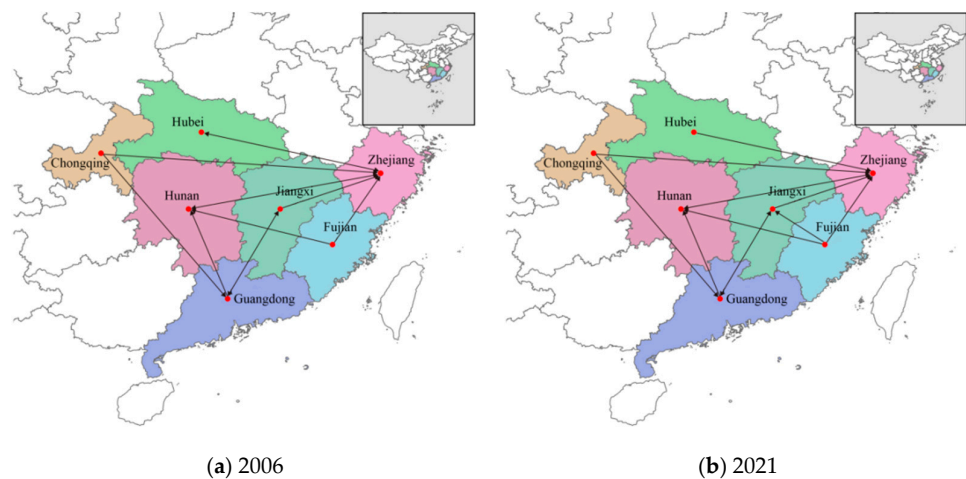 Hubei
Chongqing
Zhejiang
Hunan
Jiangxi
Fujian
Guangdong
(a) 2006
Hubei
Chongqing
Zhejiang
Hunan
Jiangxi
Fujian
Guangdong
(b) 2021